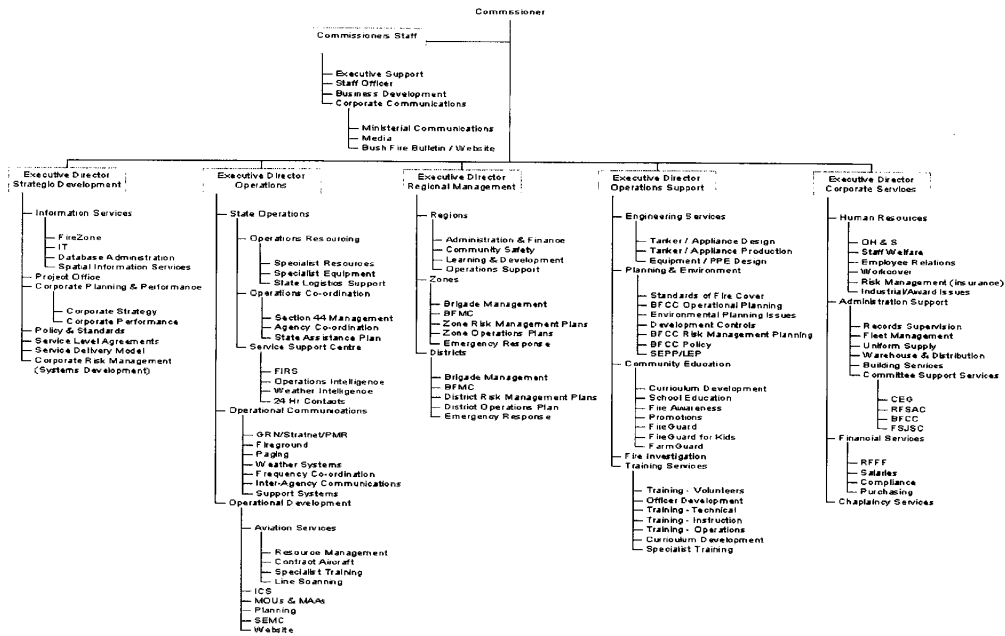 Commissioner
Commissioners Staff
Executive Support
Staff Officer
Business Development
Corporate Communications
Ministerial Communications
Media
Bush Fire Bulletin / Website
Executive Director
Strategic Development
Information Services
FireZone
IT
Database Administration
Spatial Information Services
Project Office
Corporate Planning & Performance
Corporate Strategy
Corporate Performance
Policy & Standards
Service Level Agreements
Service Delivery Model
Corporate Risk Management
(Systems Development)
Executive Director
Operations
State Operations
Operations Resourcing
Specialist Resources
Specialist Equipment
State Logistics Support
Operations Co-ordination
Section 44 Management
Agency Co-ordination
State Assistance Plan
Service Support Centre
FIRS
Operations Intelligence
Weather Intelligence
24 Hr Contacts
Operational Communications
GRN/Stratnet/PMR
Fireground
Paging
Weather Systems
Frequency Co-ordination
Inter-Agency Communications
Support Systems
Operational Development
Aviation Services
Resource Management
Contract Aircraft
Specialist Training
Line Scanning
ICS
MOUs & MAAs
Planning
SEMC
Website
Executive Director
Regional Management
Regions
Administration & Finance
Community Safety
Learning & Development
Operations Support
Zones
Brigade Management
BFMC
Zone Risk Management Plans
Zone Operations Plans
Emergency Response
Districts
Brigade Management
BFMC
District Risk Management Plans
District Operations Plan
Emergency Response
Executive Director
Operations Support
Engineering Services
Tanker / Appliance Design
Tanker / Appliance Production
Equipment / PPE Design
Planning & Environment
Standards of Fire Cover
BFCC Operational Planning
Environmental Planning Issues
Development Controls
BFCC Risk Management Planning
BFCC Policy
SEPP/LEP
Community Education
Curriculum Development
School Education
Fire Awareness
Promotions
FireGuard
FireGuard for Kids
FarmGuard
Fire Investigation
Training Services
Training - Volunteers
Officer Development
Training - Technical
Training - Instruction
Training - Operations
Curriculum Development
Specialist Training
Executive Director
Corporate Services
Human Resources
OH & S
Staff Welfare
Employee Relations
Workcover
Risk Management (insurance)
Industrial/Award Issues
Administration Support
Records Supervision
Fleet Management
Uniform Supply
Warehouse & Distribution
Building Services
Committee Support Services
CEG
RFSAC
BFCC
FSJSC
Financial Services
RFFF
Salaries
Compliance
Purchasing
Chaplaincy Services